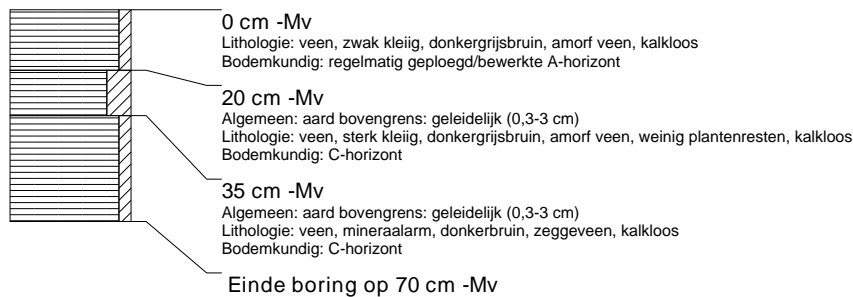 0 cm -Mv
Lithologie: veen, zwak kleiig, donkergrijsbruin, amorf veen, kalkloos
Bodemkundig: regelmatig geploegd/bewerkte A-horizont
20 cm -Mv
Algemeen: aard bovengrens: geleidelijk (0,3-3 cm)
Lithologie: veen, sterk kleiig, donkergrijsbruin, amorf veen, weinig plantenresten, kalkloos
Bodemkundig: C-horizont
35 cm -Mv
Algemeen: aard bovengrens: geleidelijk (0,3-3 cm)
Lithologie: veen, mineraalarm, donkerbruin, zeggeveen, kalkloos
Bodemkundig: C-horizont
Einde boring op 70 cm -Mv